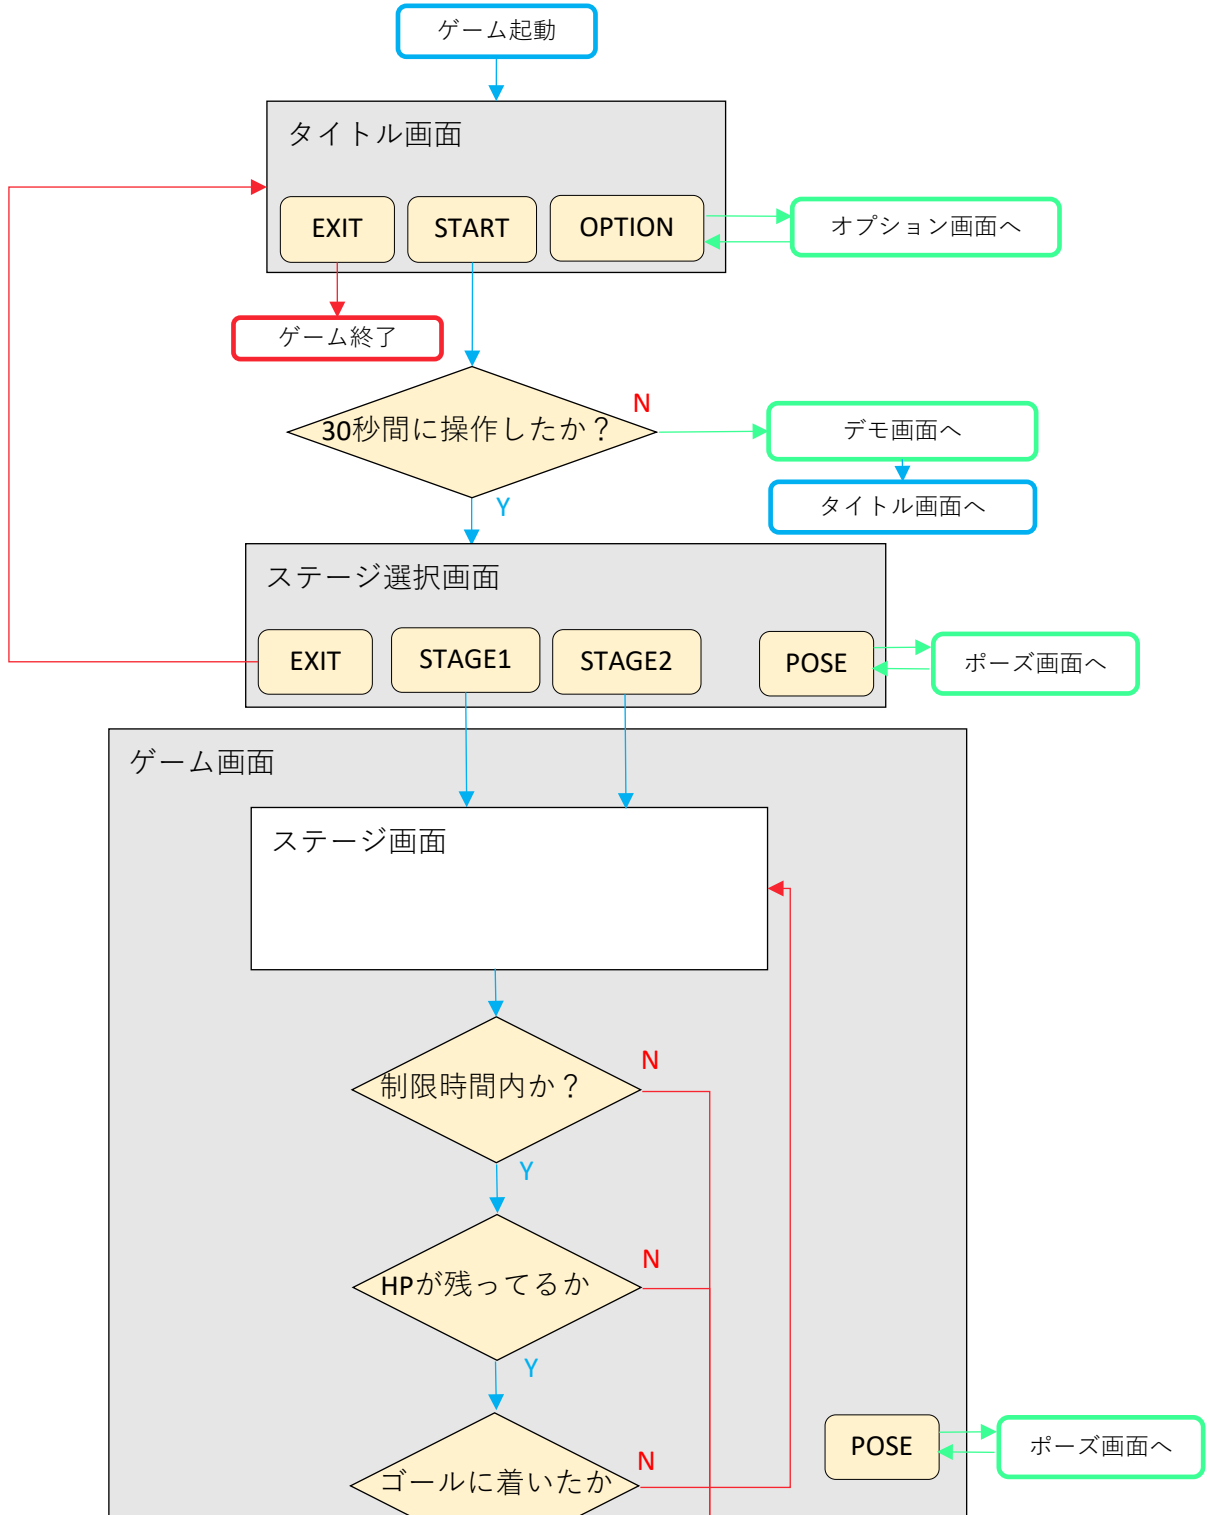 ゲーム起動
タイトル画面
EXIT
START
OPTION
オプション画面へ
ゲーム終了
30秒間に操作したか？
N
デモ画面へ
Y
タイトル画面へ
ステージ選択画面
EXIT
STAGE1
STAGE2
POSE
ポーズ画面へ
ゲーム画面
ステージ画面
制限時間内か？
N
Y
HPが残ってるか
N
Y
ゴールに着いたか
N
POSE
ポーズ画面へ